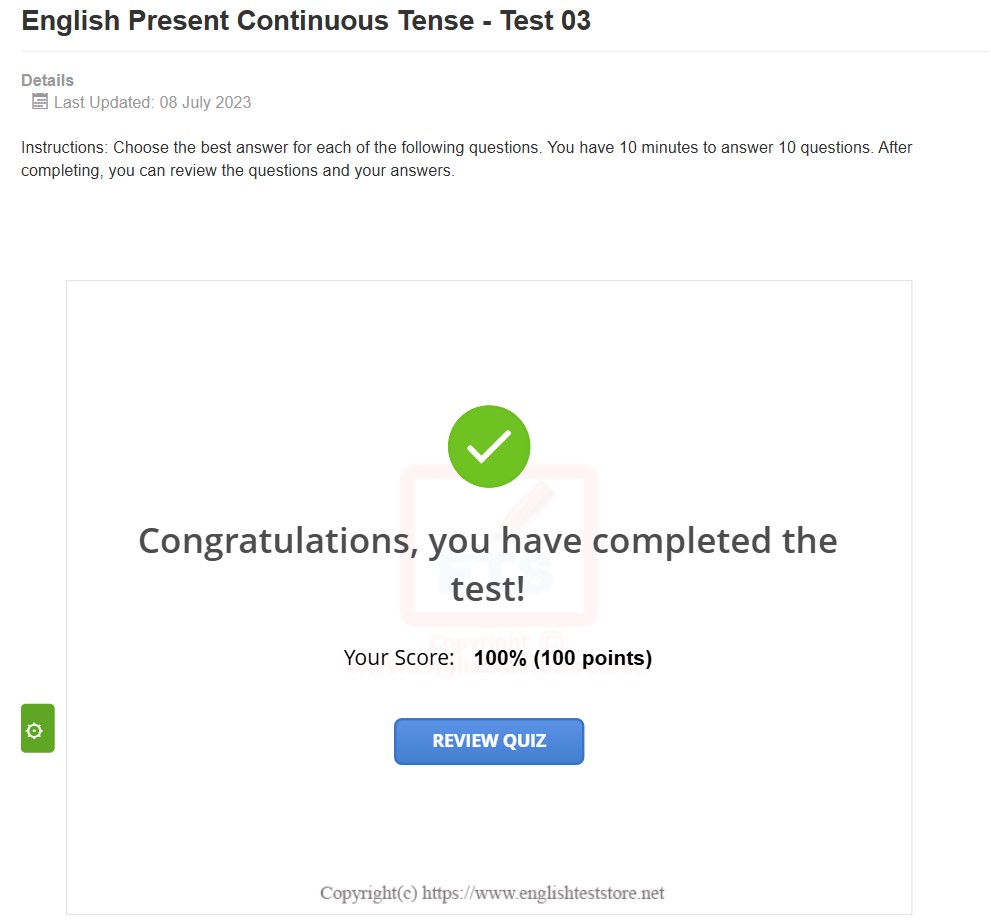 English Present Continuous Tense - Test 03
Details
Last Updated: 08 July 2023
Instructions: Choose the best answer for each of the following questions. You have 10 minutes to answer 10 questions. After
completing, you can review the questions and your answers.
Congratulations, you have completed the
test!
ETS
Copyright ©
Your Score: 100% (100 points)
REVIEW QUIZ
Copyright(c) https://www.englishteststore.net